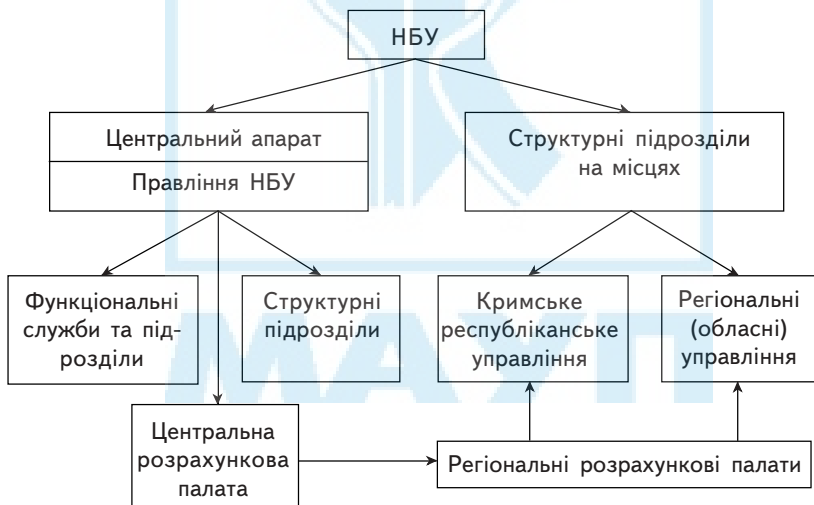 НБУ
Центральний апарат
Правління НБУ
Структурні підрозділи
на місцях
Функціональні
служби та під-
розділи
Структурні
підрозділи
Кримське
республіканське
управління
Регіональні
(обласні)
управління
Центральна
розрахункова
палата
Регіональні розрахункові палати
МАУП